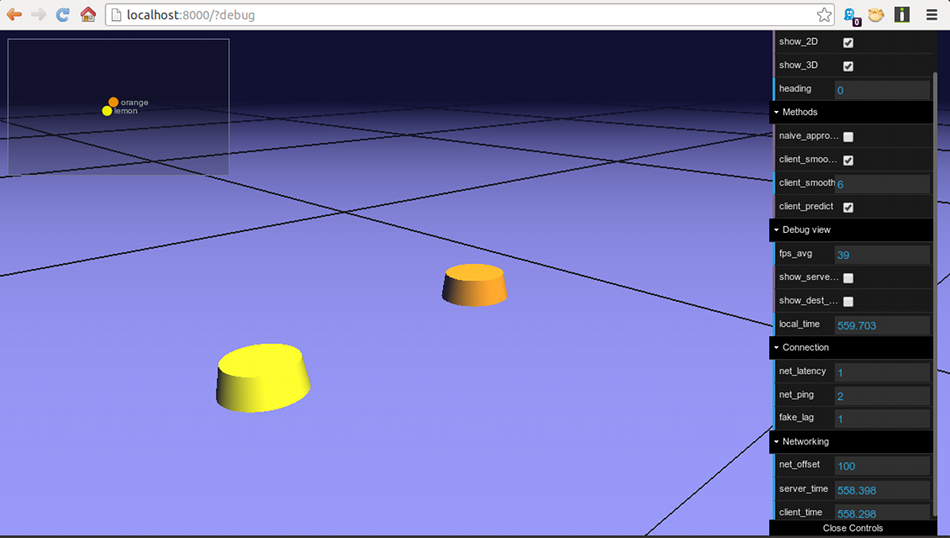 localhost:8000/?debug
0
orange
lemon
show_2D
show_3D
heading 0
Methods
naive_appro...
client_smoo...
client_smooth 6
client_predict
Debug view
fps_avg 39
show_serve...
show_dest_...
local_time 559.703
Connection
net_latency 1
net_ping 2
fake_lag 1
Networking
net_offset 100
server_time 558.398
client_time 558.298
Close Controls